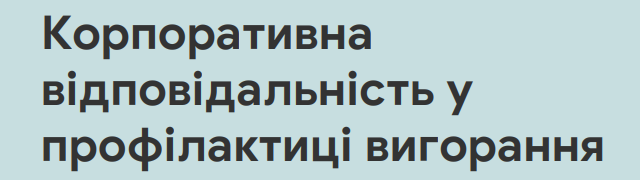 Корпоративна
відповідальність у
профілактиці вигорання